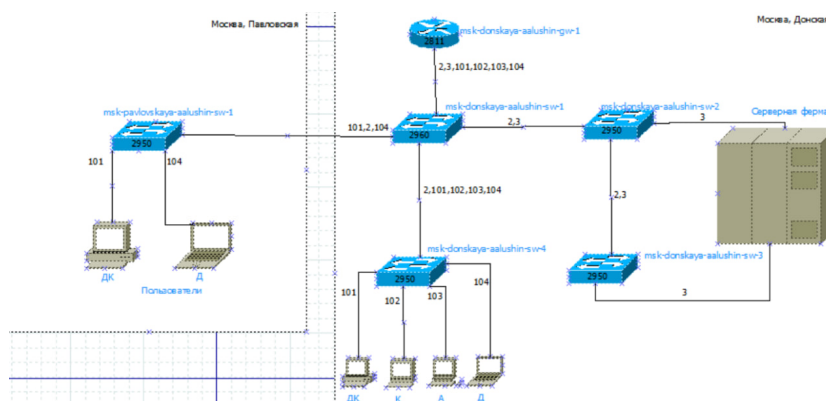 Москва, Павловская
Москва, Донская
msk-donskaya-aalushin-gw-1
2811
2,3,101,102,103,104
msk-pavlovskaya-aalushin-sw-1
2950
msk-donskaya-aalushin-sw-1
2960
msk-donskaya-aalushin-sw-2
2950
Серверная ферма
101,2,104
2,3
3
101
104
2,101,102,103,104
2,3
msk-donskaya-aalushin-sw-4
2950
msk-donskaya-aalushin-sw-3
2950
3
ДК
Д
Пользователи
101
102
103
104
ДК
К
А
Д